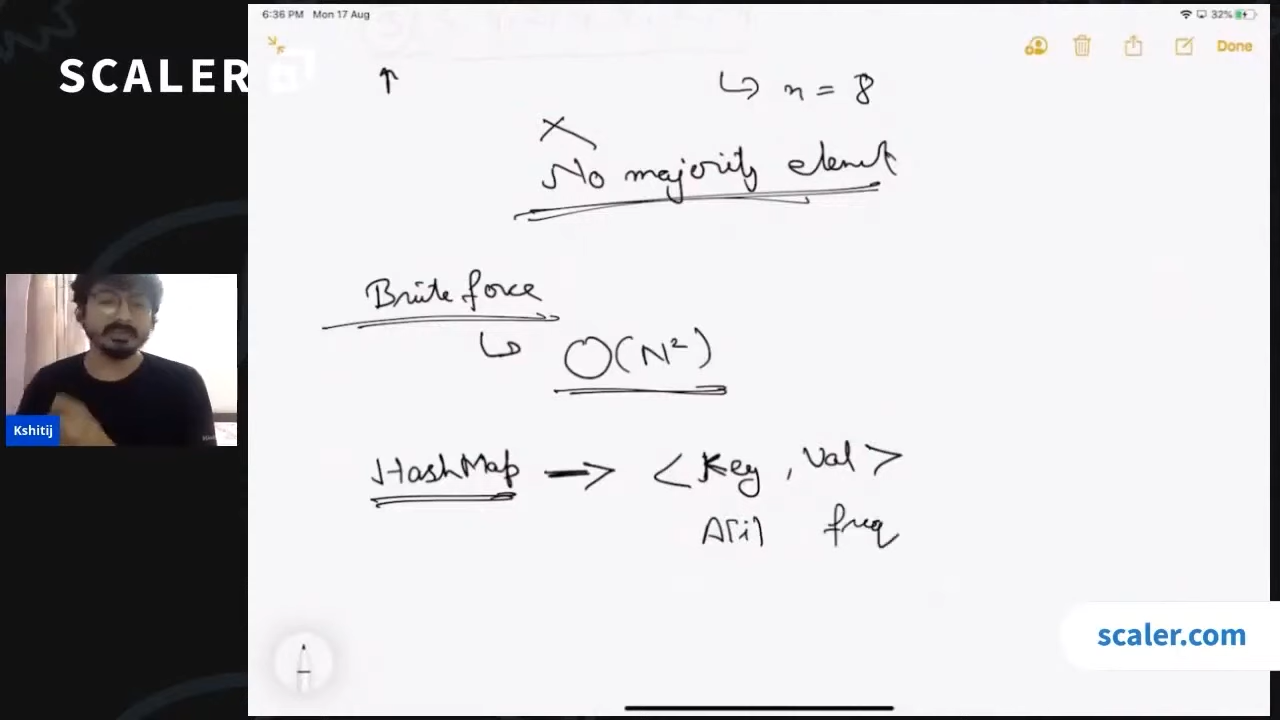 6:36 PM Mon 17 Aug
32%
Done
SCALER
↳ n = 8
No majority element
Brute force
↳ O(N²)
HashMap → <Key, Val>
A[i] freq
Kshitij
scaler.com